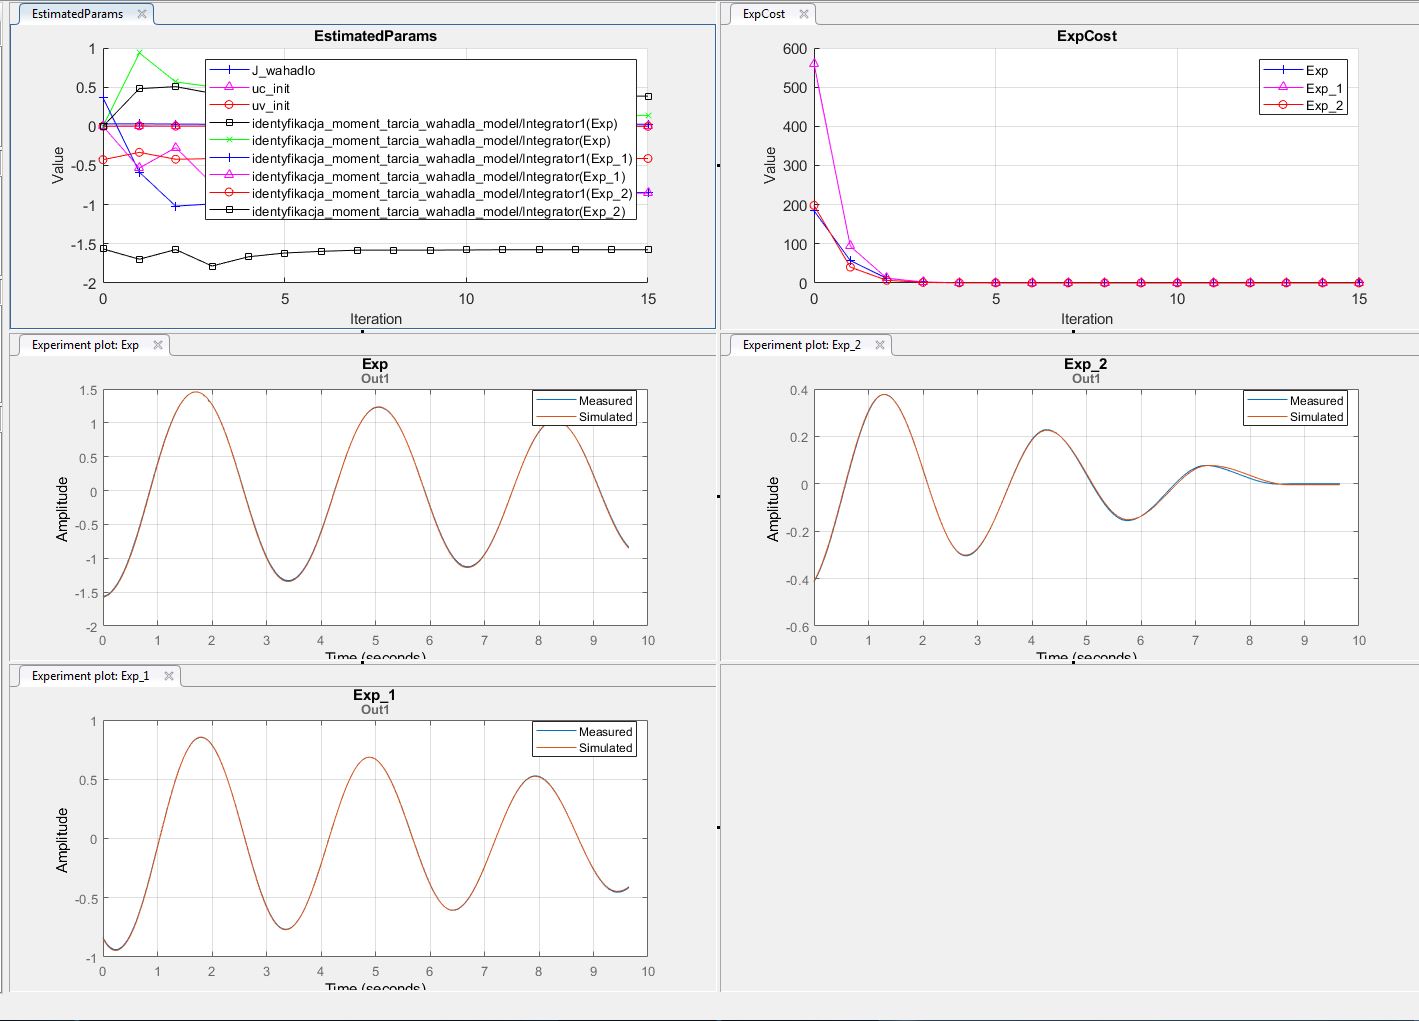 EstimatedParams
ExpCost
EstimatedParams
1
0.5
0
-0.5
-1
-1.5
-2
Value
J_wahadlo
uc_init
uv_init
identyfikacja_moment_tarcia_wahadla_model/Integrator1(Exp)
identyfikacja_moment_tarcia_wahadla_model/Integrator(Exp)
identyfikacja_moment_tarcia_wahadla_model/Integrator1(Exp_1)
identyfikacja_moment_tarcia_wahadla_model/Integrator(Exp_1)
identyfikacja_moment_tarcia_wahadla_model/Integrator1(Exp_2)
identyfikacja_moment_tarcia_wahadla_model/Integrator(Exp_2)
0 5 10 15
Iteration
ExpCost
600
500
400
300
200
100
0
Value
Exp
Exp_1
Exp_2
0 5 10 15
Iteration
Experiment plot: Exp
Exp
Out1
1.5
1
0.5
0
-0.5
-1
-1.5
-2
Amplitude
Measured
Simulated
0 1 2 3 4 5 6 7 8 9 10
Time (seconds)
Experiment plot: Exp_2
Exp_2
Out1
0.4
0.2
0
-0.2
-0.4
-0.6
Amplitude
Measured
Simulated
0 1 2 3 4 5 6 7 8 9 10
Time (seconds)
Experiment plot: Exp_1
Exp_1
Out1
1
0.5
0
-0.5
-1
Amplitude
Measured
Simulated
0 1 2 3 4 5 6 7 8 9 10
Time (seconds)